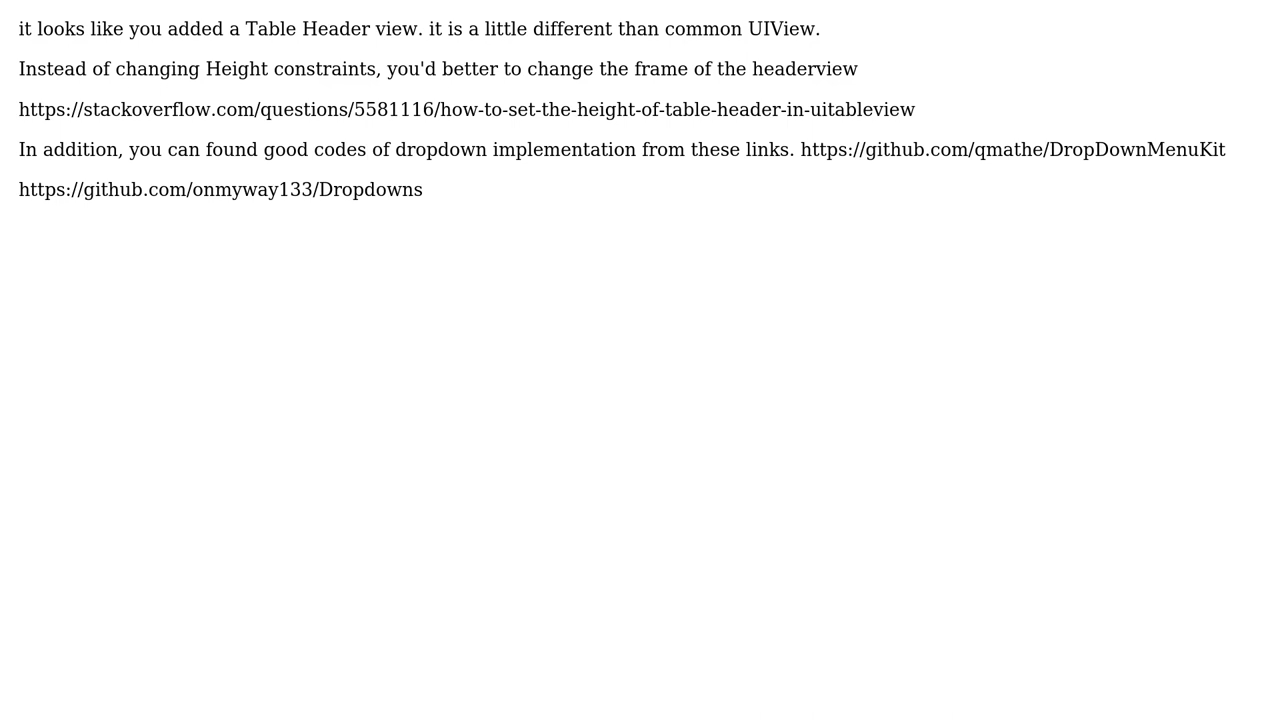 it looks like you added a Table Header view. it is a little different than common UIView.
Instead of changing Height constraints, you'd better to change the frame of the headerview
https://stackoverflow.com/questions/5581116/how-to-set-the-height-of-table-header-in-uitableview
In addition, you can found good codes of dropdown implementation from these links. https://github.com/qmathe/DropDownMenuKit
https://github.com/onmyway133/Dropdowns